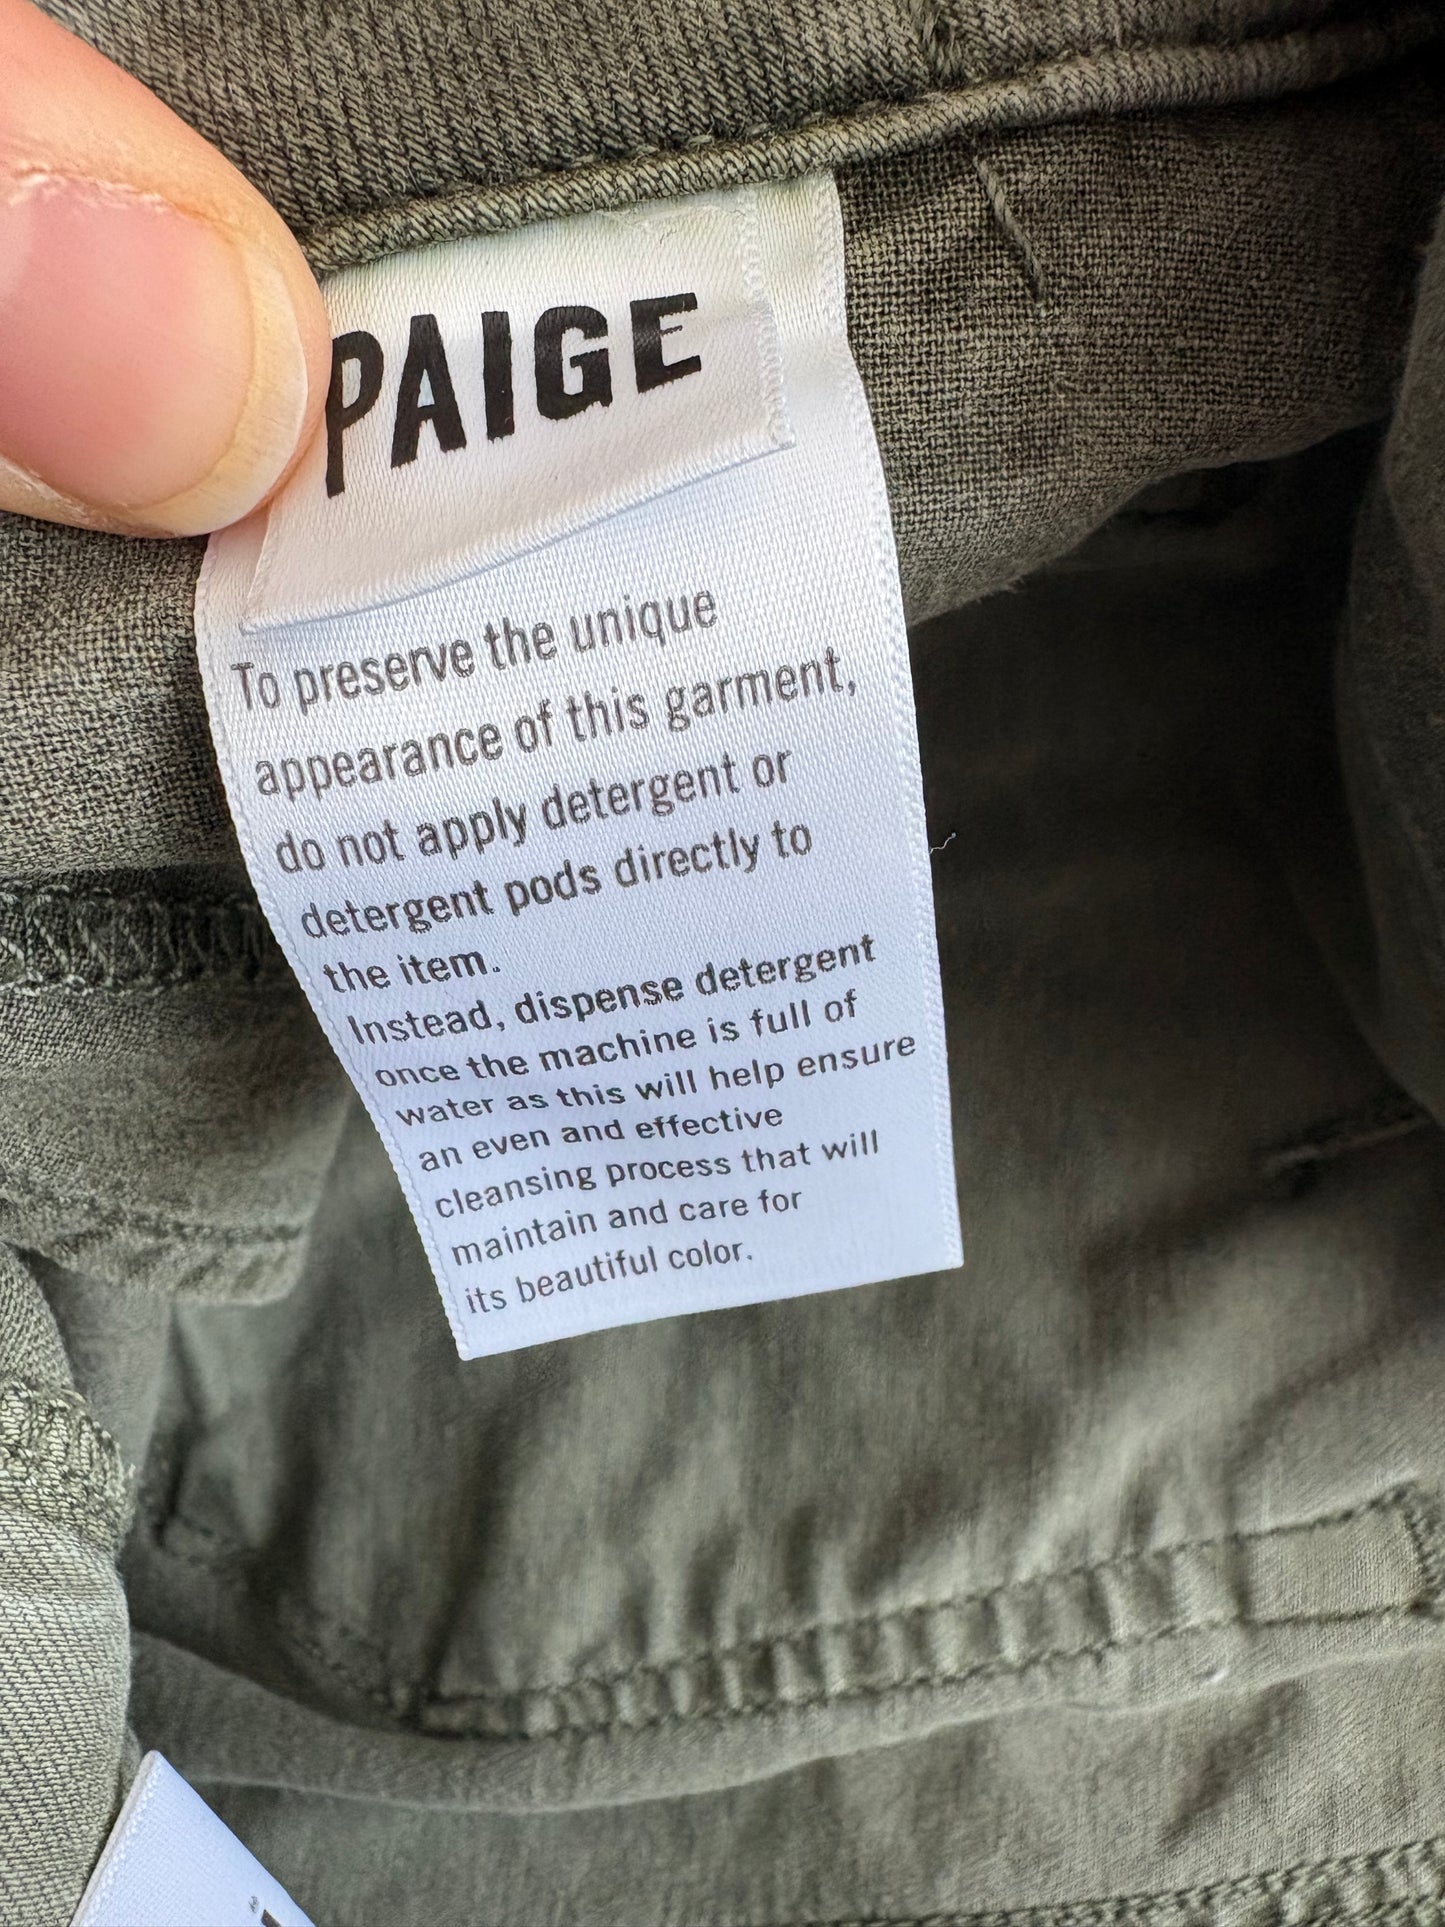 PAIGE
To preserve the unique
appearance of this garment,
do not apply detergent or
detergent pods directly to
the item.
Instead, dispense detergent
once the machine is full of
water as this will help ensure
an even and effective
cleansing process that will
maintain and care for
its beautiful color.